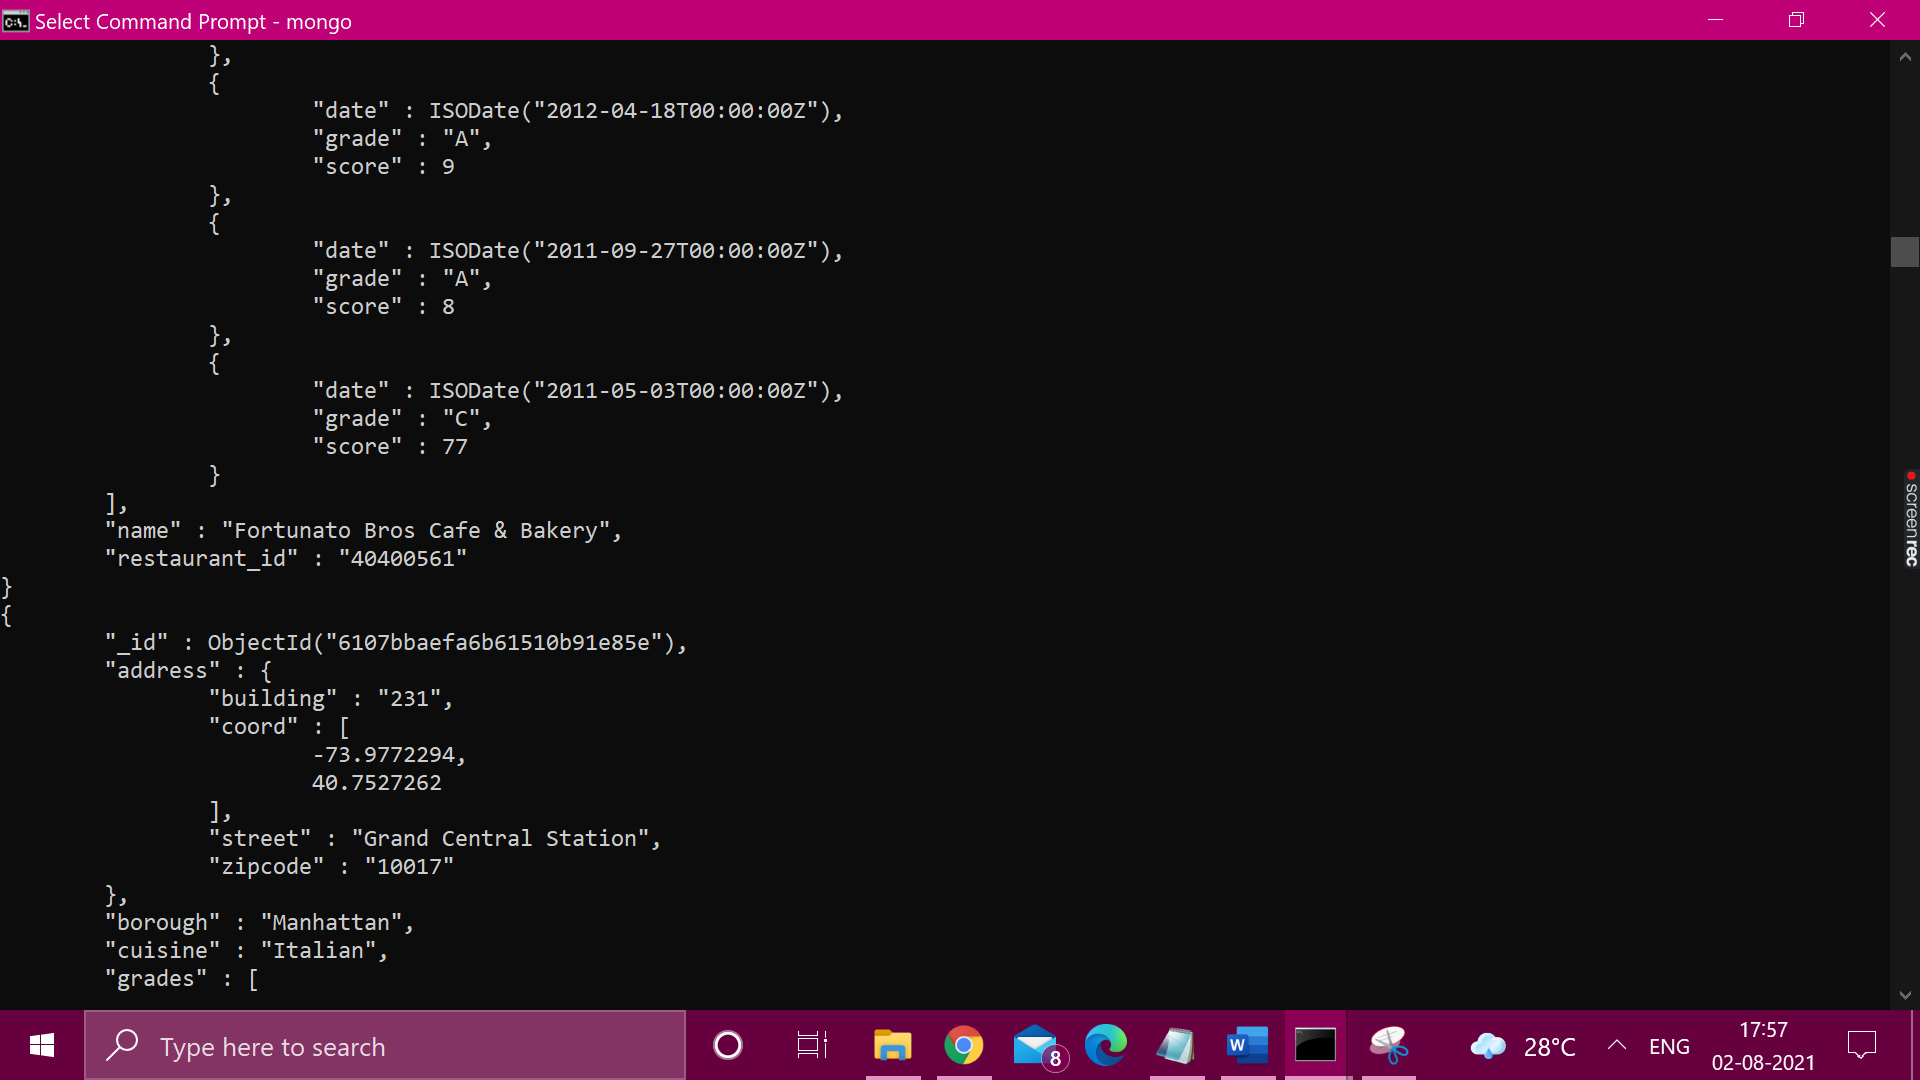 Select Command Prompt - mongo
},
{
"date" : ISODate("2012-04-18T00:00:00Z"),
"grade" : "A",
"score" : 9
},
{
"date" : ISODate("2011-09-27T00:00:00Z"),
"grade" : "A",
"score" : 8
},
{
"date" : ISODate("2011-05-03T00:00:00Z"),
"grade" : "C",
"score" : 77
}
],
"name" : "Fortunato Bros Cafe & Bakery",
"restaurant_id" : "40400561"
}
{
"_id" : ObjectId("6107bbaefa6b61510b91e85e"),
"address" : {
"building" : "231",
"coord" : [
-73.9772294,
40.7527262
],
"street" : "Grand Central Station",
"zipcode" : "10017"
},
"borough" : "Manhattan",
"cuisine" : "Italian",
"grades" : [
screenrec
Type here to search
8
W
28°C
ENG
17:57
02-08-2021